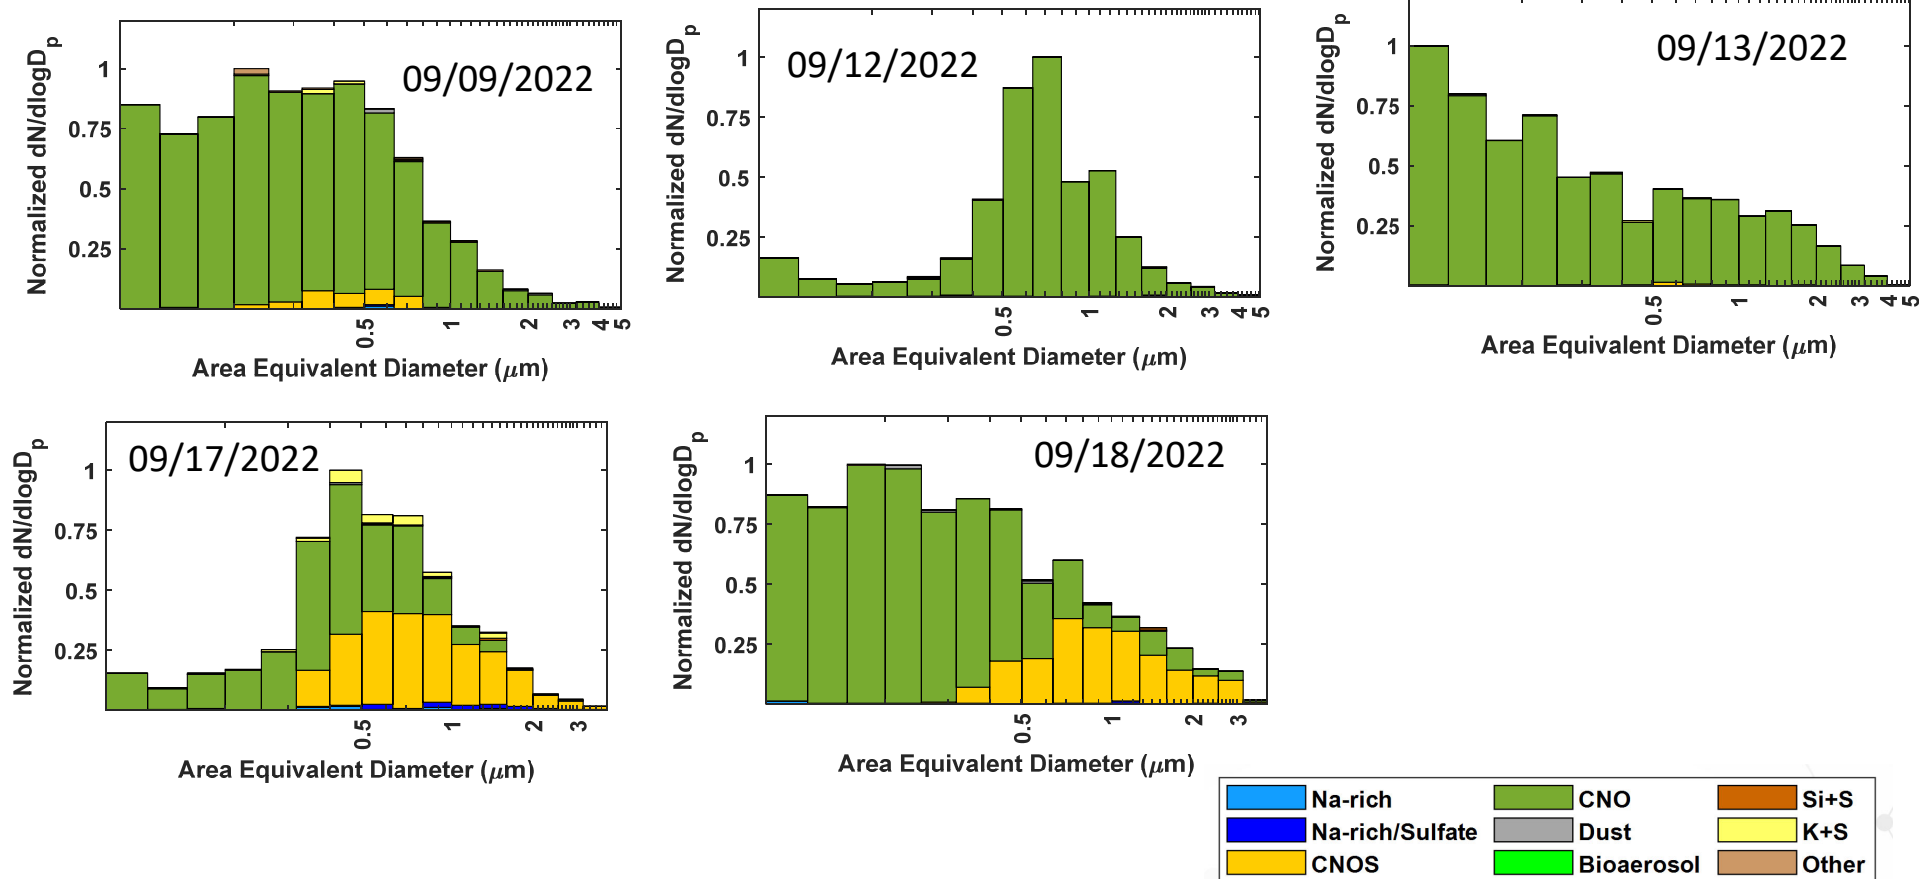 09/09/2022
Normalized dN/dlogDp
1
0.75
0.5
0.25
0.5 1 2 3 4 5
Area Equivalent Diameter (μm)
09/12/2022
Normalized dN/dlogDp
1
0.75
0.5
0.25
0.5 1 2 3 4 5
Area Equivalent Diameter (μm)
09/13/2022
Normalized dN/dlogDp
1
0.75
0.5
0.25
0.5 1 2 3 4 5
Area Equivalent Diameter (μm)
09/17/2022
Normalized dN/dlogDp
1
0.75
0.5
0.25
0.5 1 2 3
Area Equivalent Diameter (μm)
09/18/2022
Normalized dN/dlogDp
1
0.75
0.5
0.25
0.5 1 2 3
Area Equivalent Diameter (μm)
Na-rich CNO Si+S
Na-rich/Sulfate Dust K+S
CNOS Bioaerosol Other